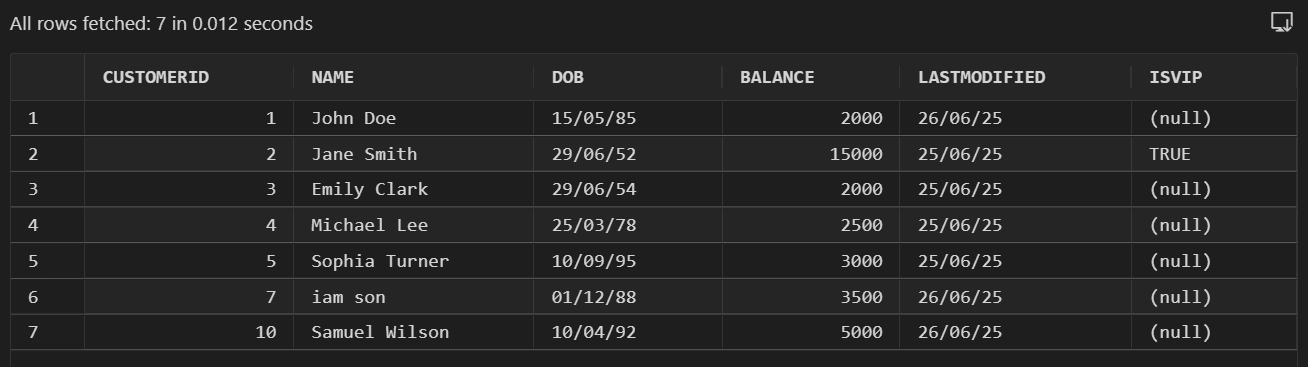 All rows fetched: 7 in 0.012 seconds
CUSTOMERID NAME DOB BALANCE LASTMODIFIED ISVIP
1 1 John Doe 15/05/85 2000 26/06/25 (null)
2 2 Jane Smith 29/06/52 15000 25/06/25 TRUE
3 3 Emily Clark 29/06/54 2000 25/06/25 (null)
4 4 Michael Lee 25/03/78 2500 25/06/25 (null)
5 5 Sophia Turner 10/09/95 3000 25/06/25 (null)
6 7 iam son 01/12/88 3500 26/06/25 (null)
7 10 Samuel Wilson 10/04/92 5000 26/06/25 (null)